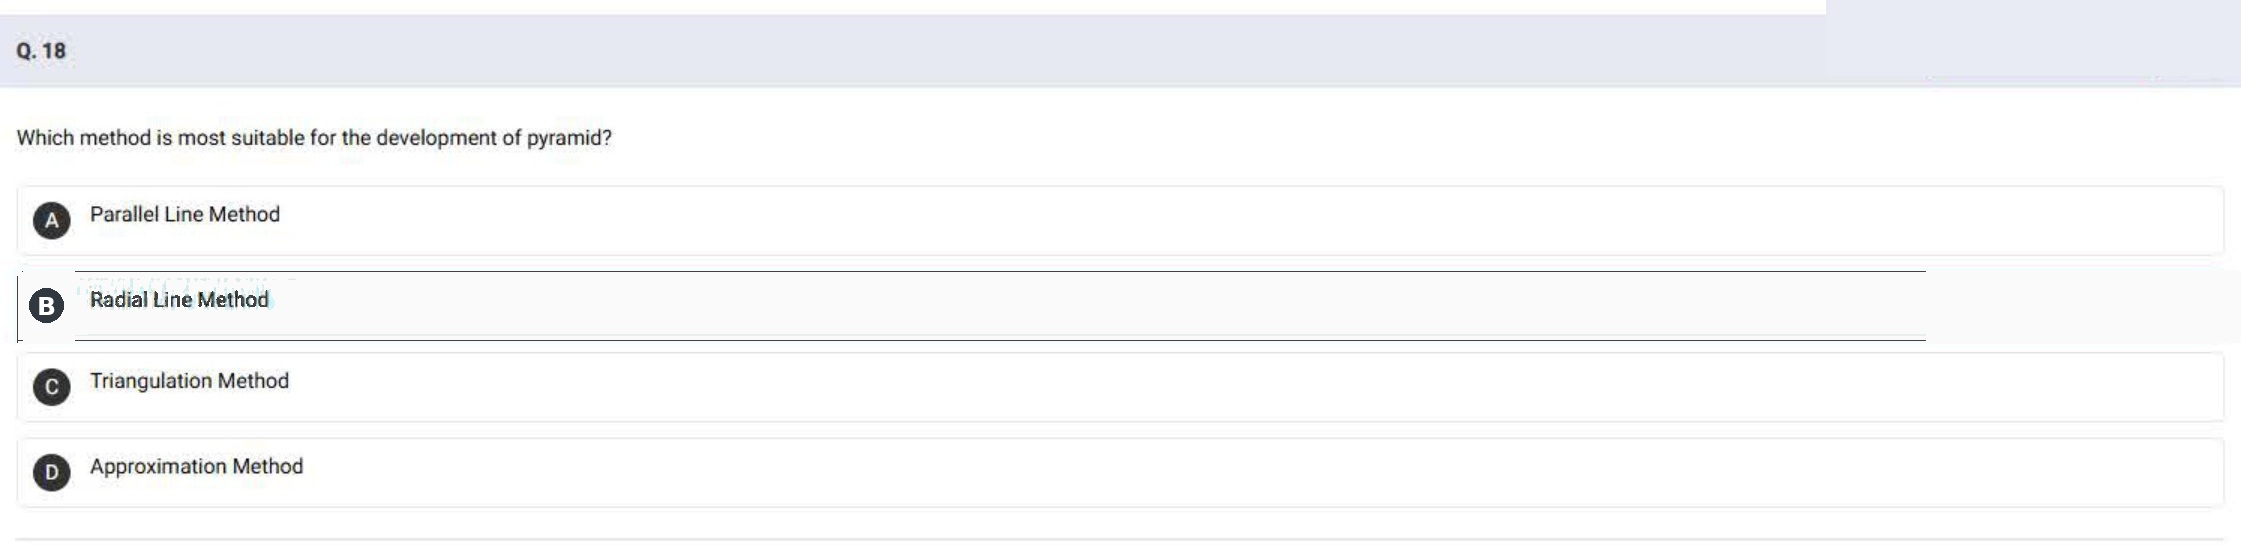 Q. 18
Which method is most suitable for the development of pyramid?
A Parallel Line Method
B Radial Line Method
C Triangulation Method
D Approximation Method